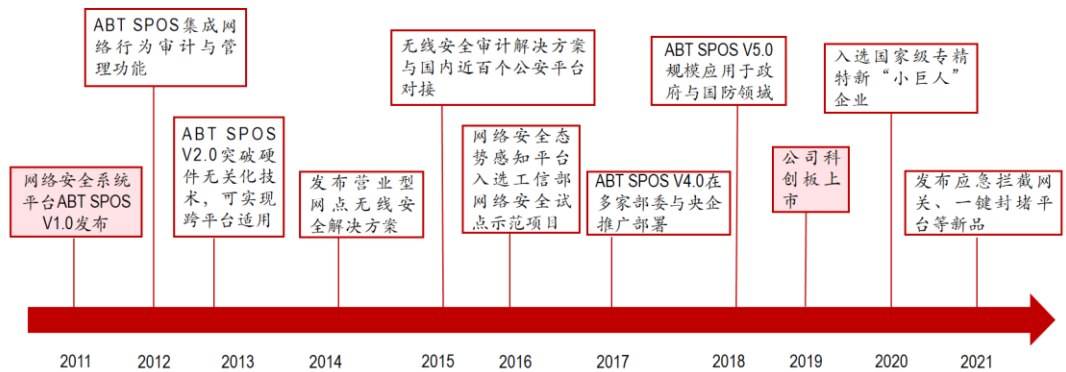 ABT SPOS集成网
络行为审计与管
理功能
无线安全审计解决方案
与国内近百个公安平台
对接
ABT SPOS V5.0
规模应用于政
府与国防领域
入选国家级专精
特新“小巨人”
企业
网络安全系统
平台ABT SPOS
V1.0发布
ABT SPOS
V2.0突破硬
件无关化技
术，可实现
跨平台适用
发布营业型
网点无线安
全解决方案
网络安全态
势感知平台
入选工信部
网络安全试
点示范项目
ABT SPOS V4.0在
多家部委与央企
推广部署
公司科
创板上
市
发布应急拦截网
关、一键封堵平
台等新品
2011 2012 2013 2014 2015 2016 2017 2018 2019 2020 2021